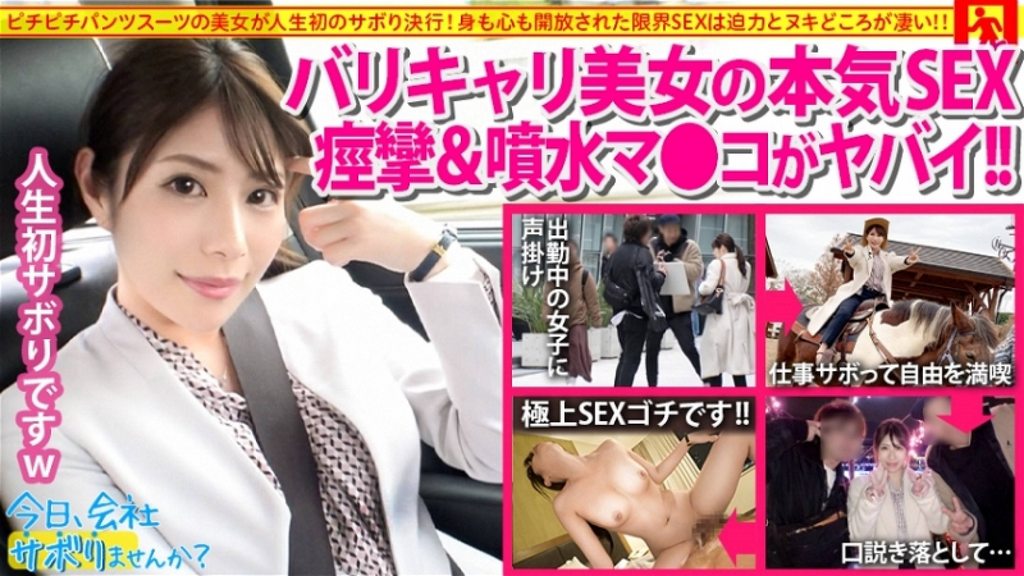 ピチピチパンツスーツの美女が人生初のサボり決行！身も心も開放された限界SEXは迫力とヌキどころが凄い！！
バリキャリ美女の本気SEX
痙攣＆噴水マ●コがヤバイ!!
人生初サボりですｗ
今日、会社
サボりませんか？
出勤中の女子に
声掛け
仕事サボって自由を満喫
口説き落として…
極上SEXゴチです!!